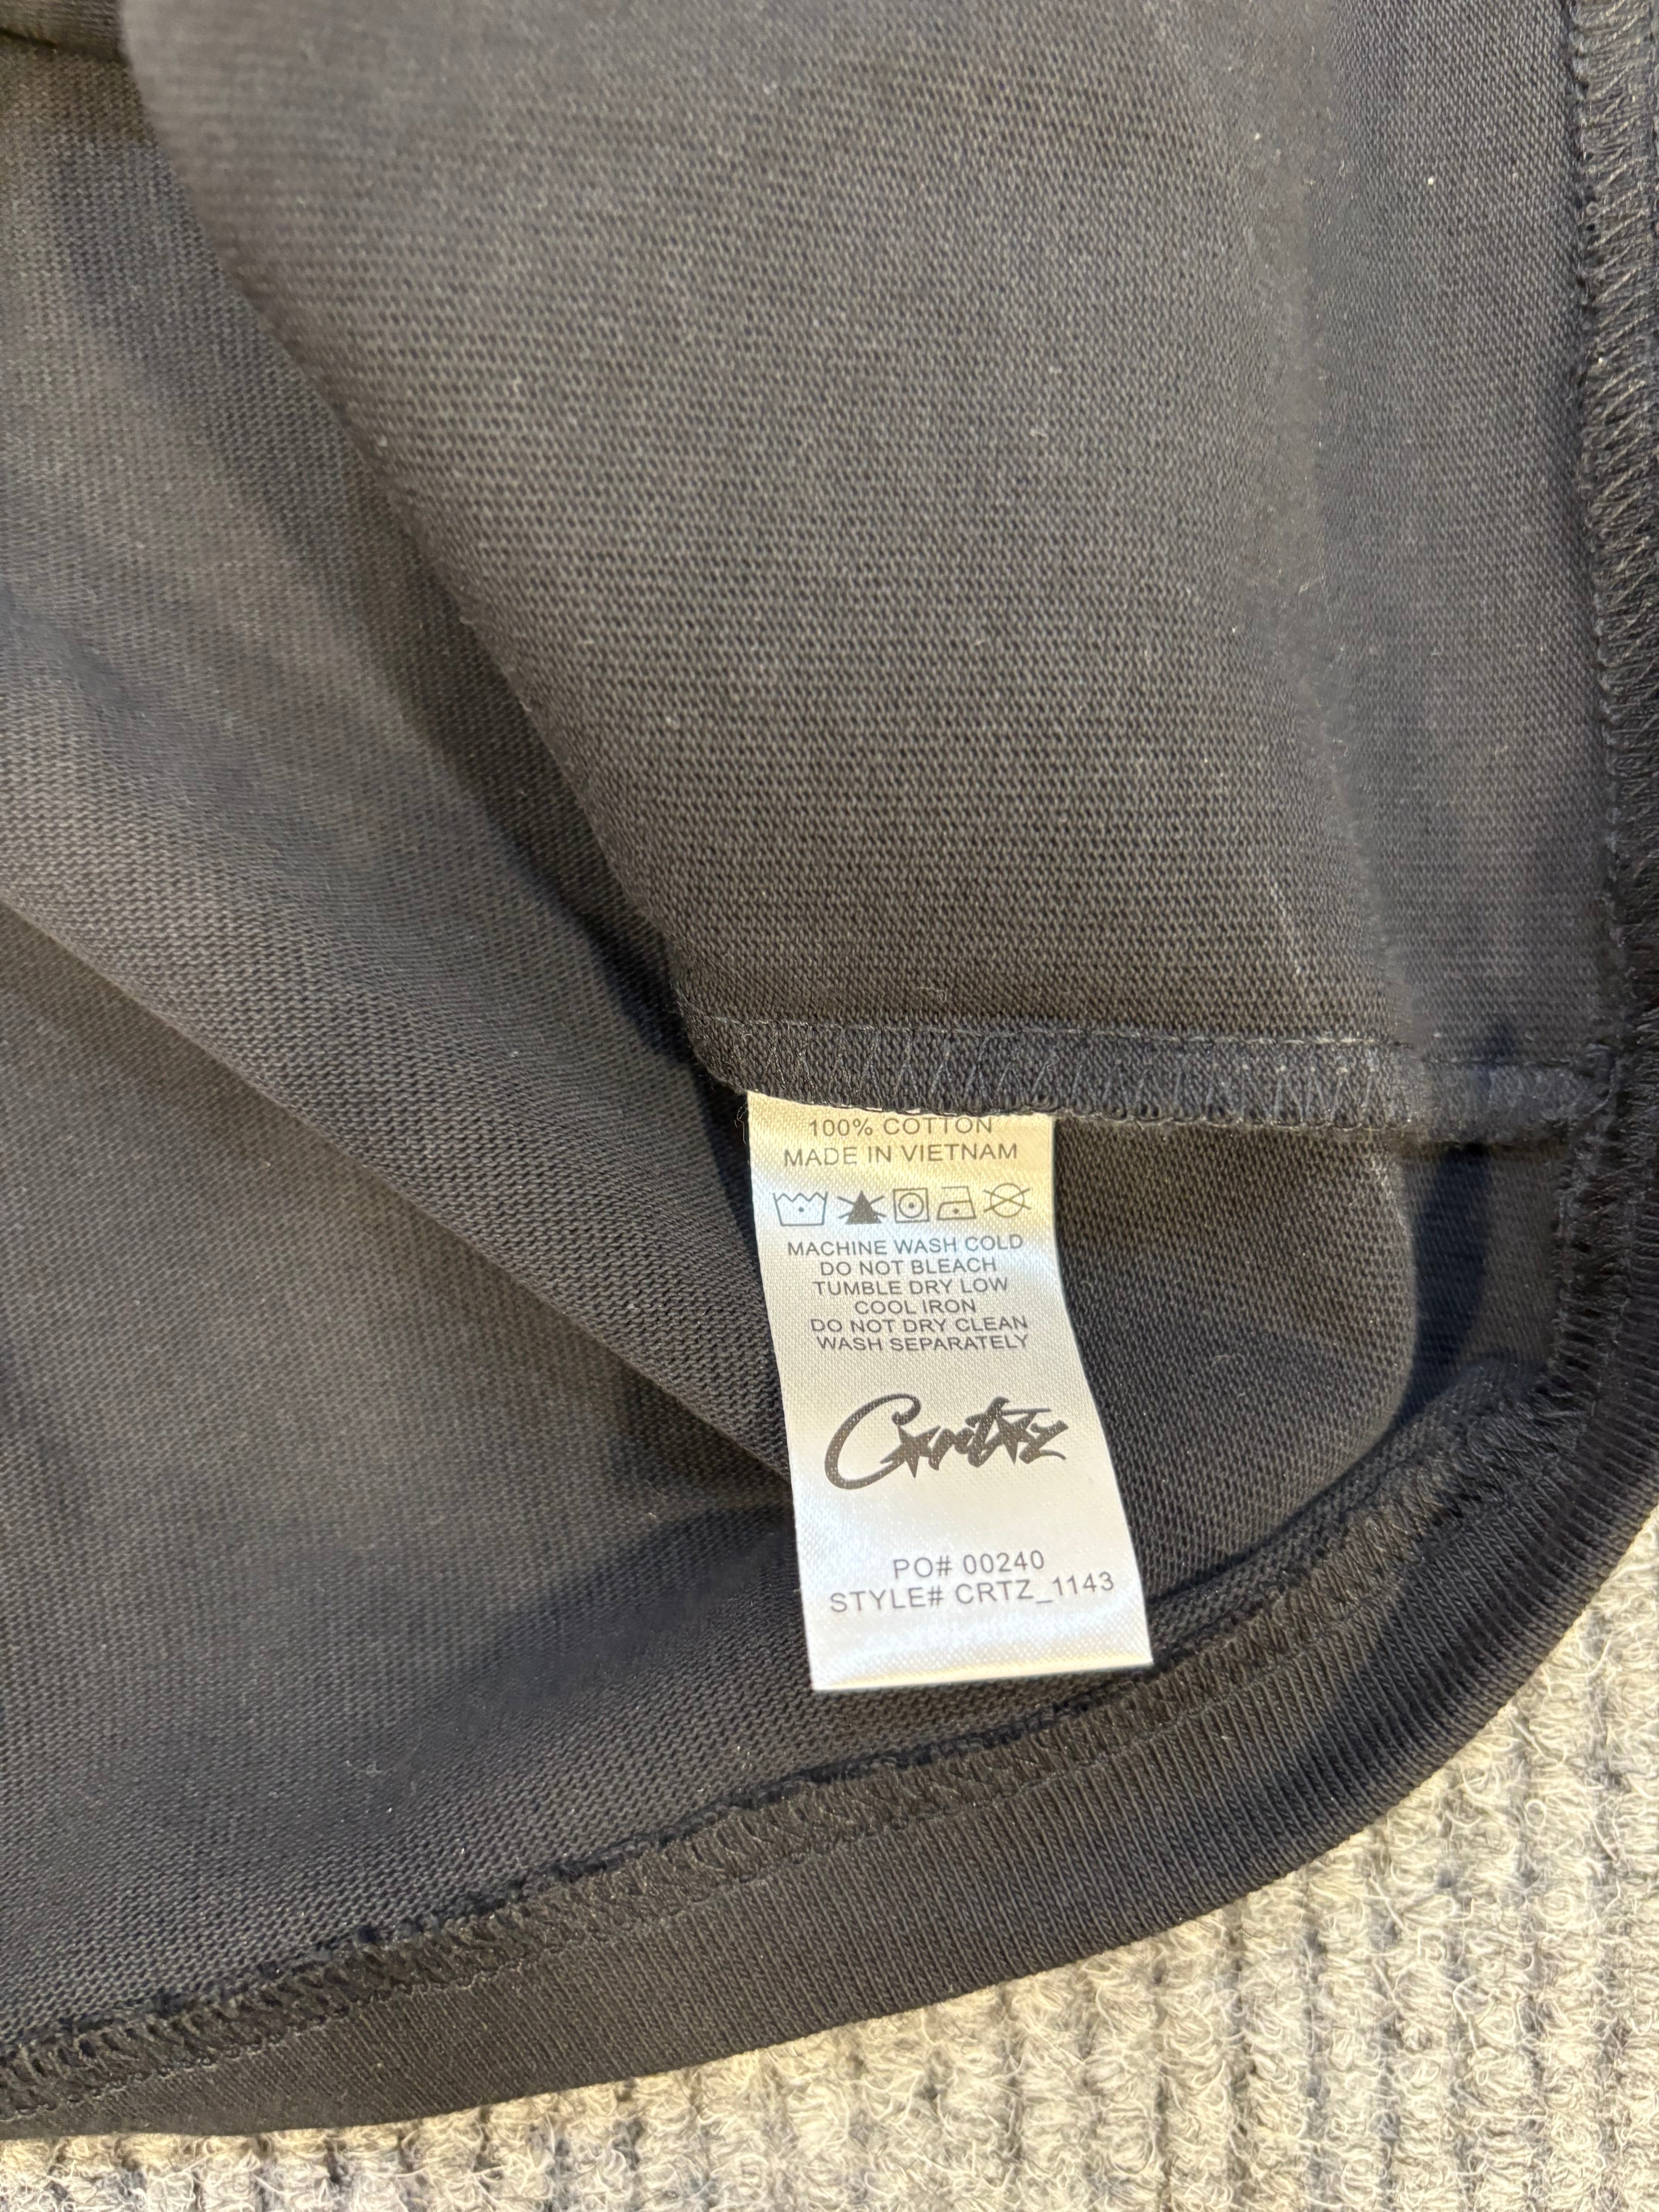 100% COTTON
MADE IN VIETNAM
MACHINE WASH COLD
DO NOT BLEACH
TUMBLE DRY LOW
COOL IRON
DO NOT DRY CLEAN
WASH SEPARATELY
Crtz
PO# 00240
STYLE# CRTZ_1143